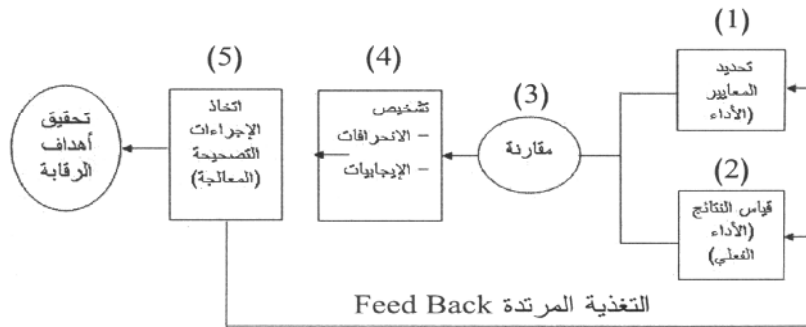 (1)
تحديد
المعايير
(الأداء
(2)
قياس النتائج
(الأداء
الفعلي)
(3)
مقارنة
(4)
تشخيص
– الانحرافات
– الإيجابيات
(5)
اتخاذ
الإجراءات
التصحيحة
(المعالجة)
تحقيق
أهداف
الرقابة
التغذية المرتدة Feed Back